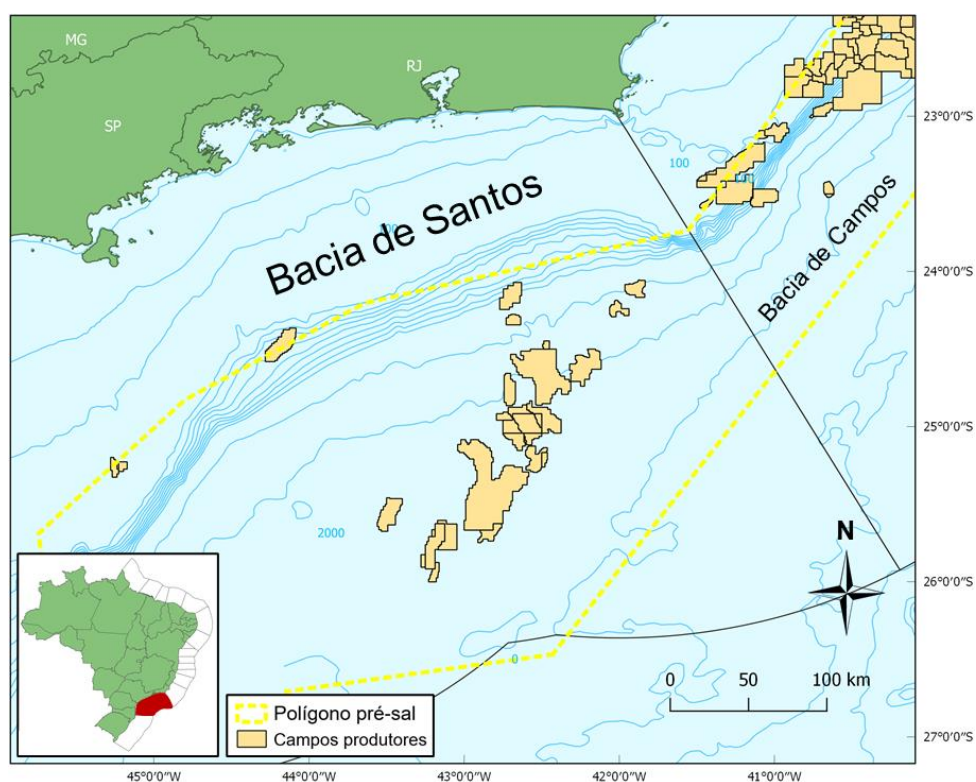 MG
RJ
SP
100
23°0'0"S
Bacia de Santos
Bacia de Campos
24°0'0"S
25°0'0"S
2000
N
26°0'0"S
0
0 50 100 km
Polígono pré-sal
Campos produtores
27°0'0"S
45°0'0"W 44°0'0"W 43°0'0"W 42°0'0"W 41°0'0"W